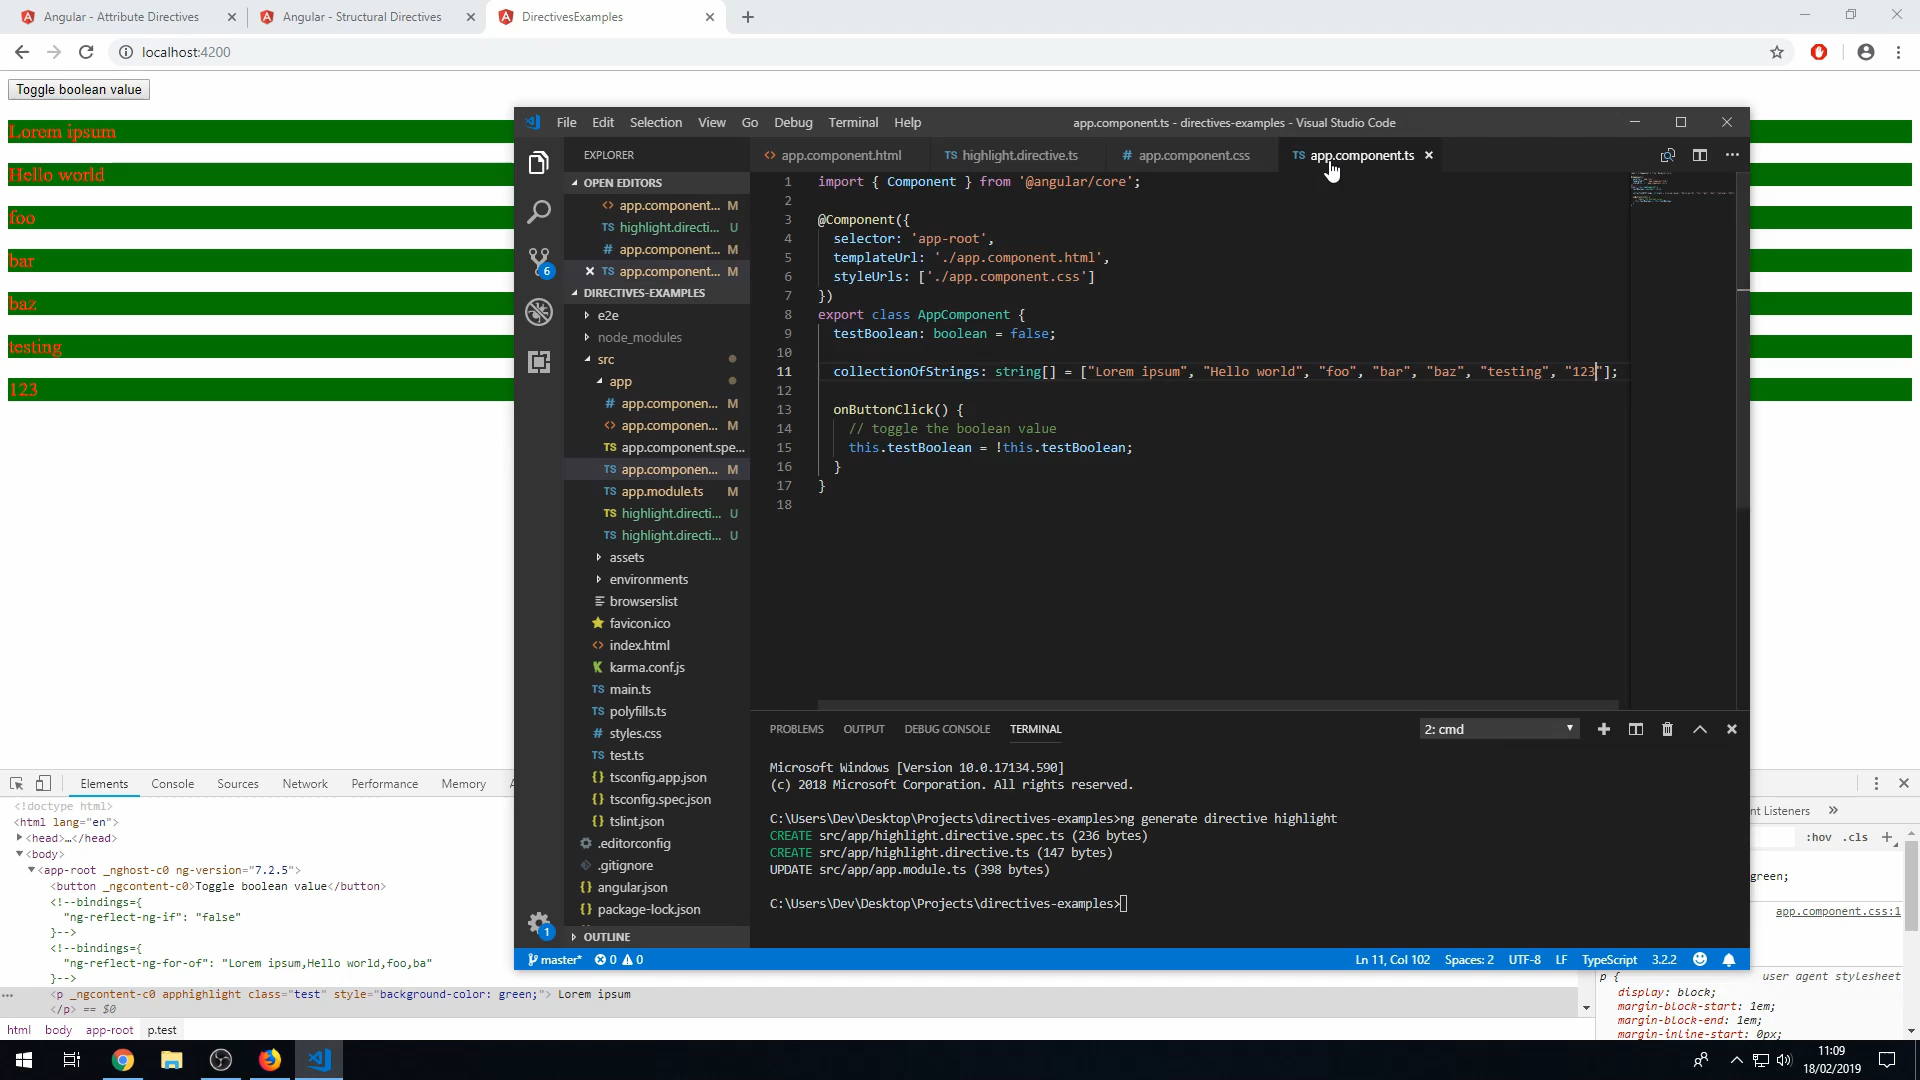 Angular - Attribute Directives
Angular - Structural Directives
DirectivesExamples
localhost:4200
Toggle boolean value
Lorem ipsum
Hello world
foo
bar
baz
testing
123
File Edit Selection View Go Debug Terminal Help
app.component.ts - directives-examples - Visual Studio Code
EXPLORER
OPEN EDITORS
app.component... M
highlight.directi... U
app.component... M
app.component... M
DIRECTIVES-EXAMPLES
e2e
node_modules
src
app
app.componen... M
app.componen... M
app.component.spe...
app.componen... M
app.module.ts M
highlight.directi... U
highlight.directi... U
assets
environments
browserslist
favicon.ico
index.html
karma.conf.js
main.ts
polyfills.ts
styles.css
test.ts
tsconfig.app.json
tsconfig.spec.json
tslint.json
.editorconfig
.gitignore
angular.json
package-lock.json
OUTLINE
6
1
app.component.html
highlight.directive.ts
app.component.css
app.component.ts
1 import { Component } from '@angular/core';
2
3 @Component({
4 selector: 'app-root',
5 templateUrl: './app.component.html',
6 styleUrls: ['./app.component.css']
7 })
8 export class AppComponent {
9 testBoolean: boolean = false;
10
11 collectionOfStrings: string[] = ["Lorem ipsum", "Hello world", "foo", "bar", "baz", "testing", "123"];
12
13 onButtonClick() {
14 // toggle the boolean value
15 this.testBoolean = !this.testBoolean;
16 }
17 }
18
PROBLEMS OUTPUT DEBUG CONSOLE TERMINAL
2: cmd
Microsoft Windows [Version 10.0.17134.590]
(c) 2018 Microsoft Corporation. All rights reserved.
C:\Users\Dev\Desktop\Projects\directives-examples>ng generate directive highlight
CREATE src/app/highlight.directive.spec.ts (236 bytes)
CREATE src/app/highlight.directive.ts (147 bytes)
UPDATE src/app/app.module.ts (398 bytes)
C:\Users\Dev\Desktop\Projects\directives-examples>
master* 0 0
Ln 11, Col 102 Spaces: 2 UTF-8 LF TypeScript 3.2.2
Elements Console Sources Network Performance Memory
<!doctype html>
<html lang="en">
<head>…</head>
<body>
<app-root _nghost-c0 ng-version="7.2.5">
<button _ngcontent-c0>Toggle boolean value</button>
<!--bindings={
"ng-reflect-ng-if": "false"
}-->
<!--bindings={
"ng-reflect-ng-for-of": "Lorem ipsum,Hello world,foo,ba"
}-->
<p _ngcontent-c0 apphighlight class="test" style="background-color: green;"> Lorem ipsum
</p> == $0
html body app-root p.test
nt Listeners
:hov .cls
green;
app.component.css:1
p { user agent stylesheet
display: block;
margin-block-start: 1em;
margin-block-end: 1em;
margin-inline-start: 0px;
11:09
18/02/2019